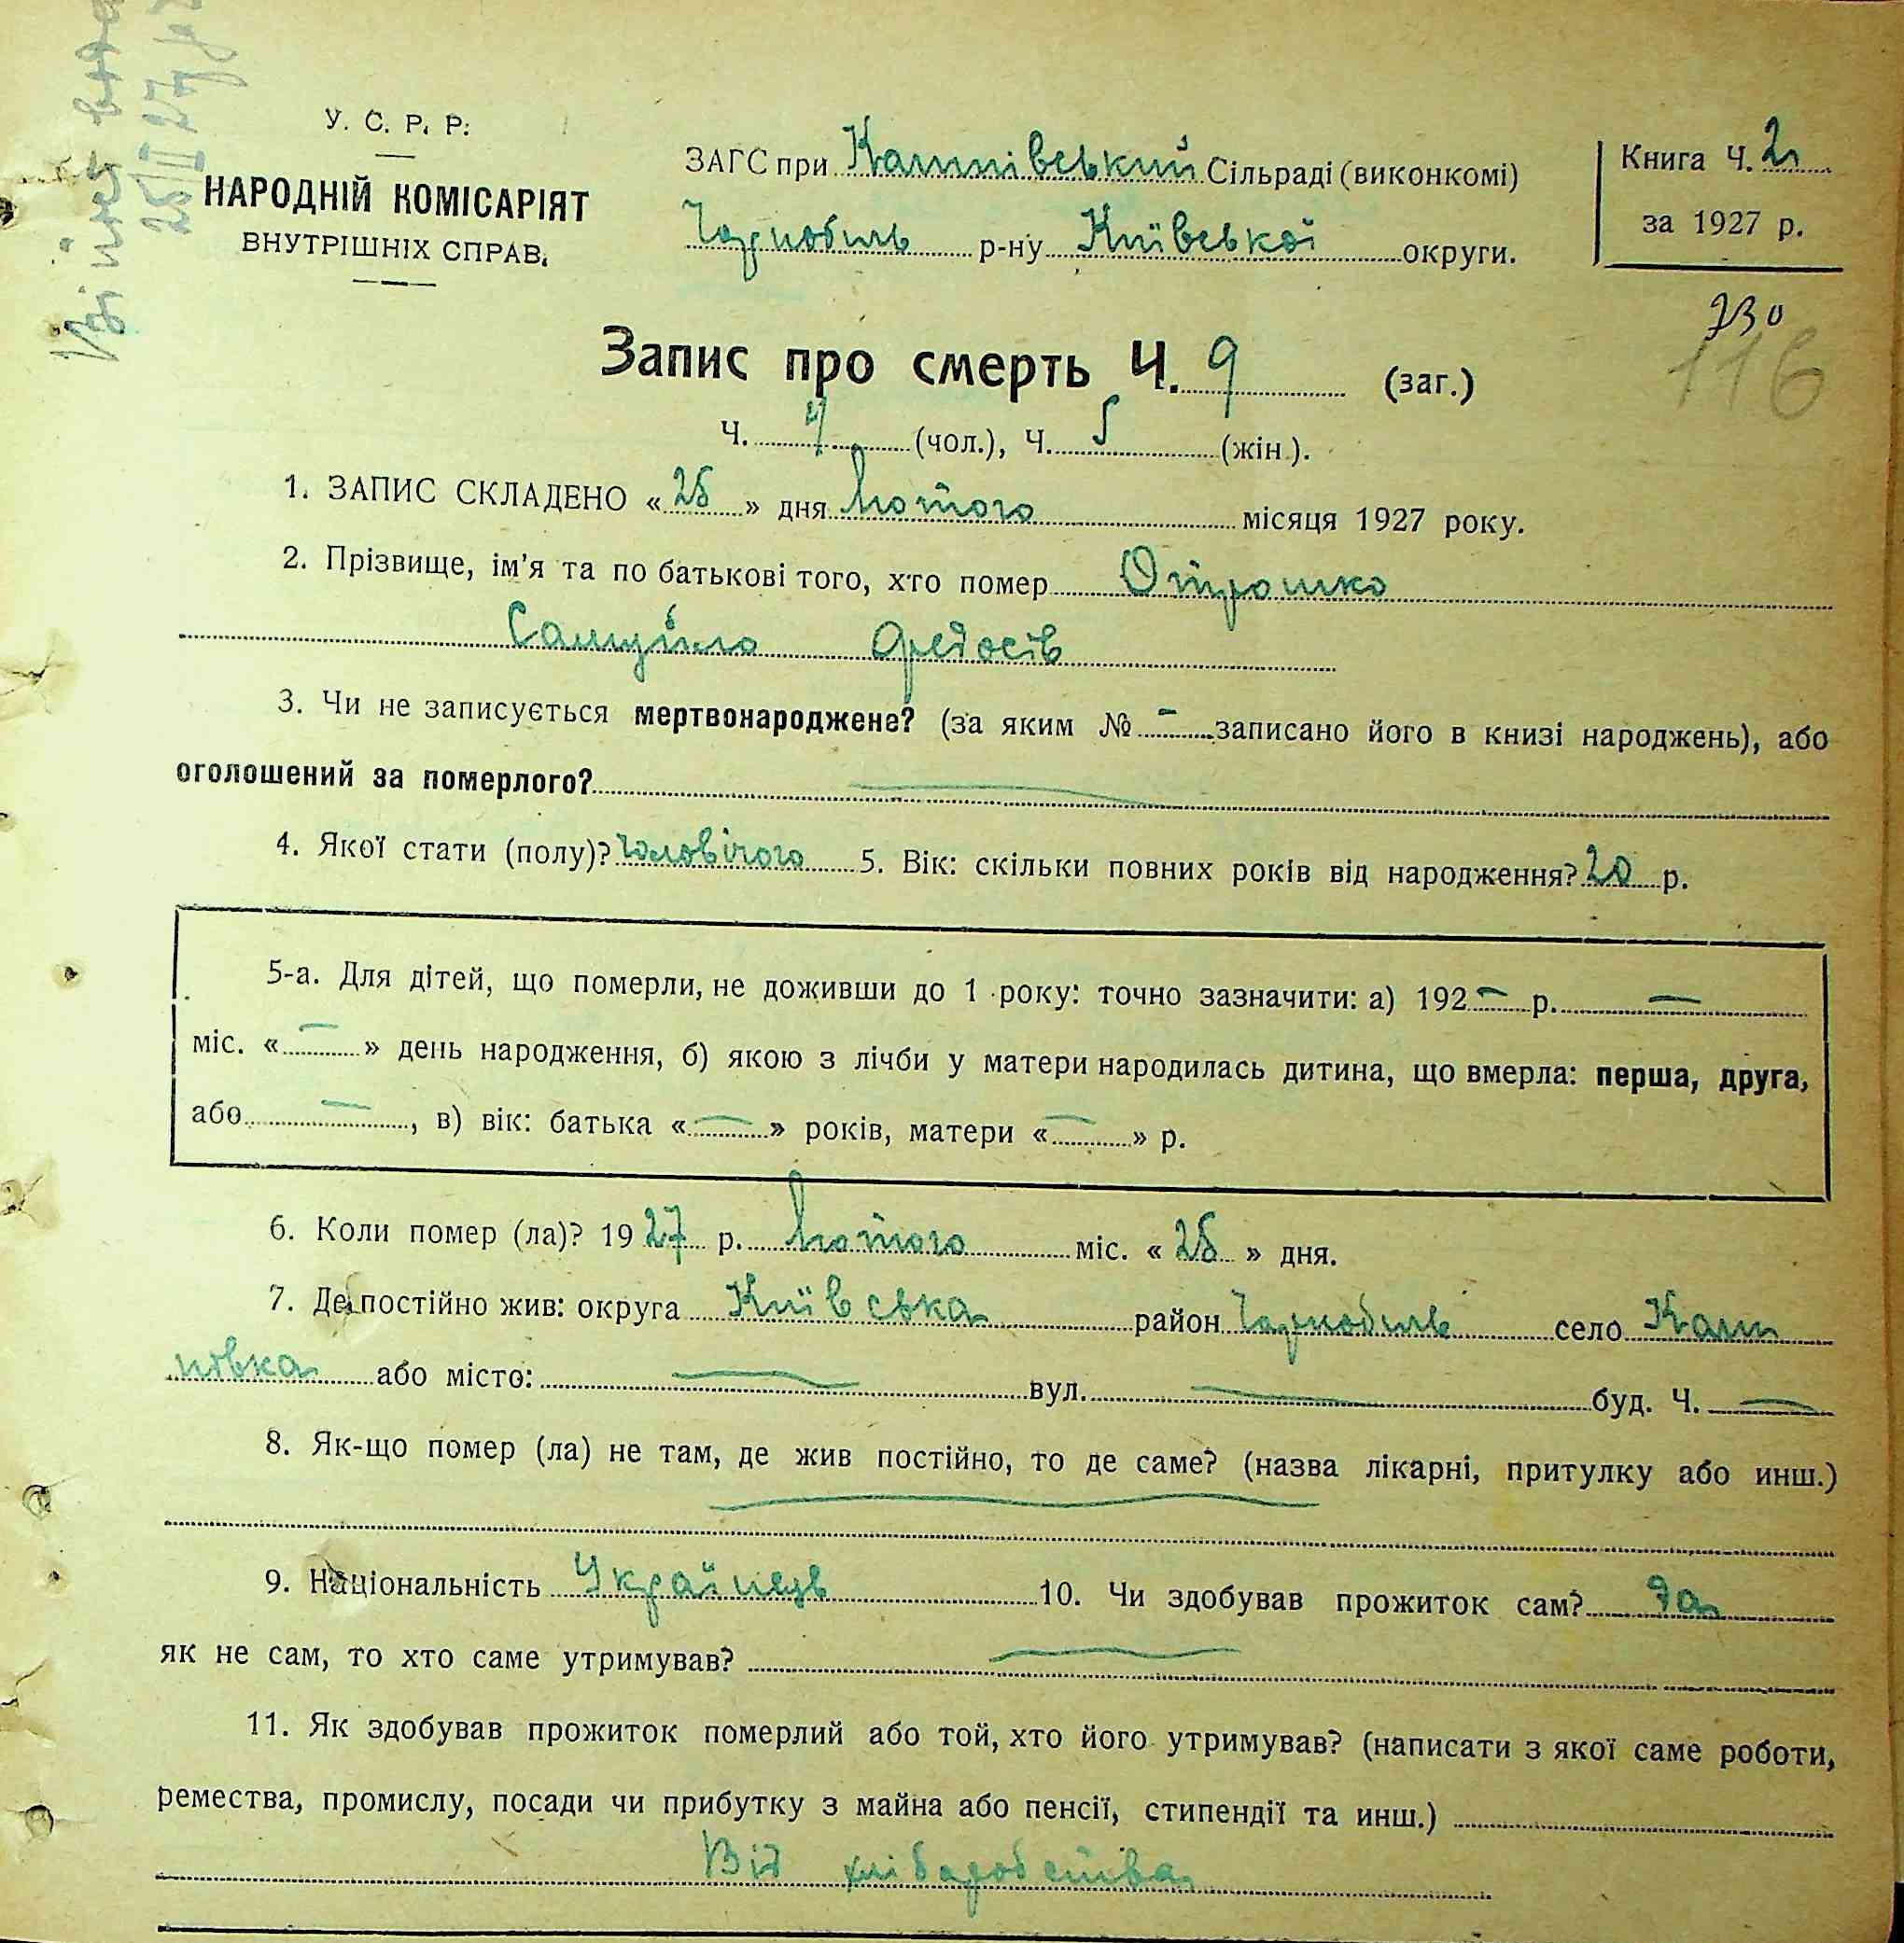 У. С. Р. Р.
НАРОДНІЙ КОМІСАРІЯТ
ВНУТРІШНІХ СПРАВ.
ЗАГС при Сільраді (виконкомі)
Чорнобиль р-ну Київської округи.
Книга Ч. 2
за 1927 р.
730
116
Запис про смерть Ч. 9 (заг.)
Ч. 4 (чол.), Ч. 5 (жін.).
1. ЗАПИС СКЛАДЕНО « » дня Лютого місяця 1927 року.
2. Прізвище, ім'я та по батькові того, хто помер Отрошко
Самуїло Федосів
3. Чи не записується мертвонароджене? (за яким № – записано його в книзі народжень), або
оголошений за померлого? —
4. Якої стати (полу)? Чоловічого 5. Вік: скільки повних років від народження? 20 р.
5-а. Для дітей, що померли, не доживши до 1 року: точно зазначити: а) 192 – р. —
міс. « — » день народження, б) якою з лічби у матери народилась дитина, що вмерла: перша, друга,
або —, в) вік: батька « — » років, матери « — » р.
6. Коли помер (ла)? 1927 р. Лютого міс. « » дня.
7. Де постійно жив: округа Київська район Чорнобиль село
або місто: — вул. — буд. Ч. —
8. Як-що помер (ла) не там, де жив постійно, то де саме? (назва лікарні, притулку або инш.)
—
9. Національність Українець 10. Чи здобував прожиток сам? Да
як не сам, то хто саме утримував? —
11. Як здобував прожиток померлий або той, хто його утримував? (написати з якої саме роботи,
ремества, промислу, посади чи прибутку з майна або пенсії, стипендії та инш.)
Від хлібаробства